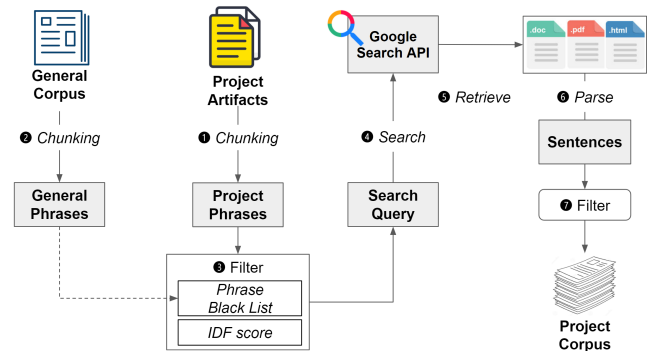 General
Corpus
❷ Chunking
General
Phrases
Project
Artifacts
❶ Chunking
Project
Phrases
❸ Filter
Phrase
Black List
IDF score
Google
Search API
❹ Search
Search
Query
❺ Retrieve
.doc
.pdf
.html
❻ Parse
Sentences
❼ Filter
Project
Corpus